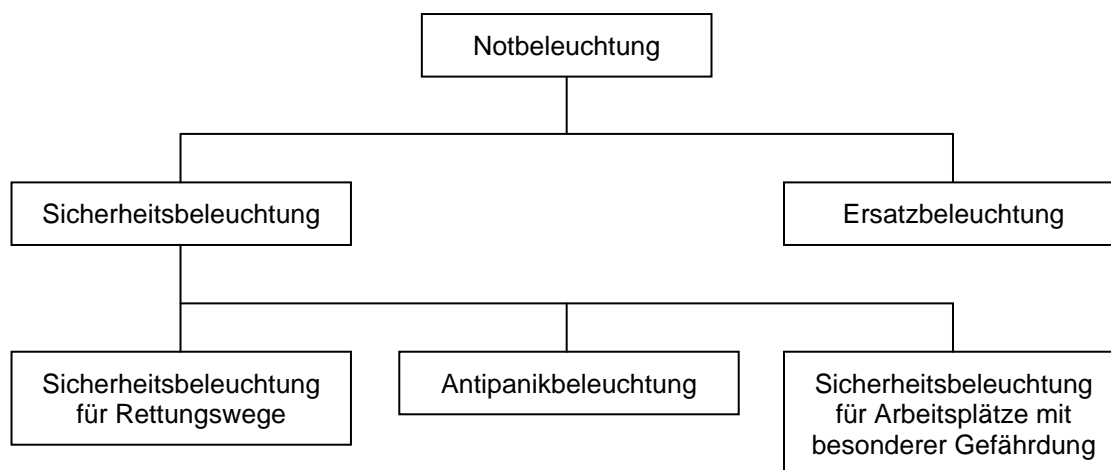 Notbeleuchtung
Sicherheitsbeleuchtung
Ersatzbeleuchtung
Sicherheitsbeleuchtung
für Rettungswege
Antipanikbeleuchtung
Sicherheitsbeleuchtung
für Arbeitsplätze mit
besonderer Gefährdung